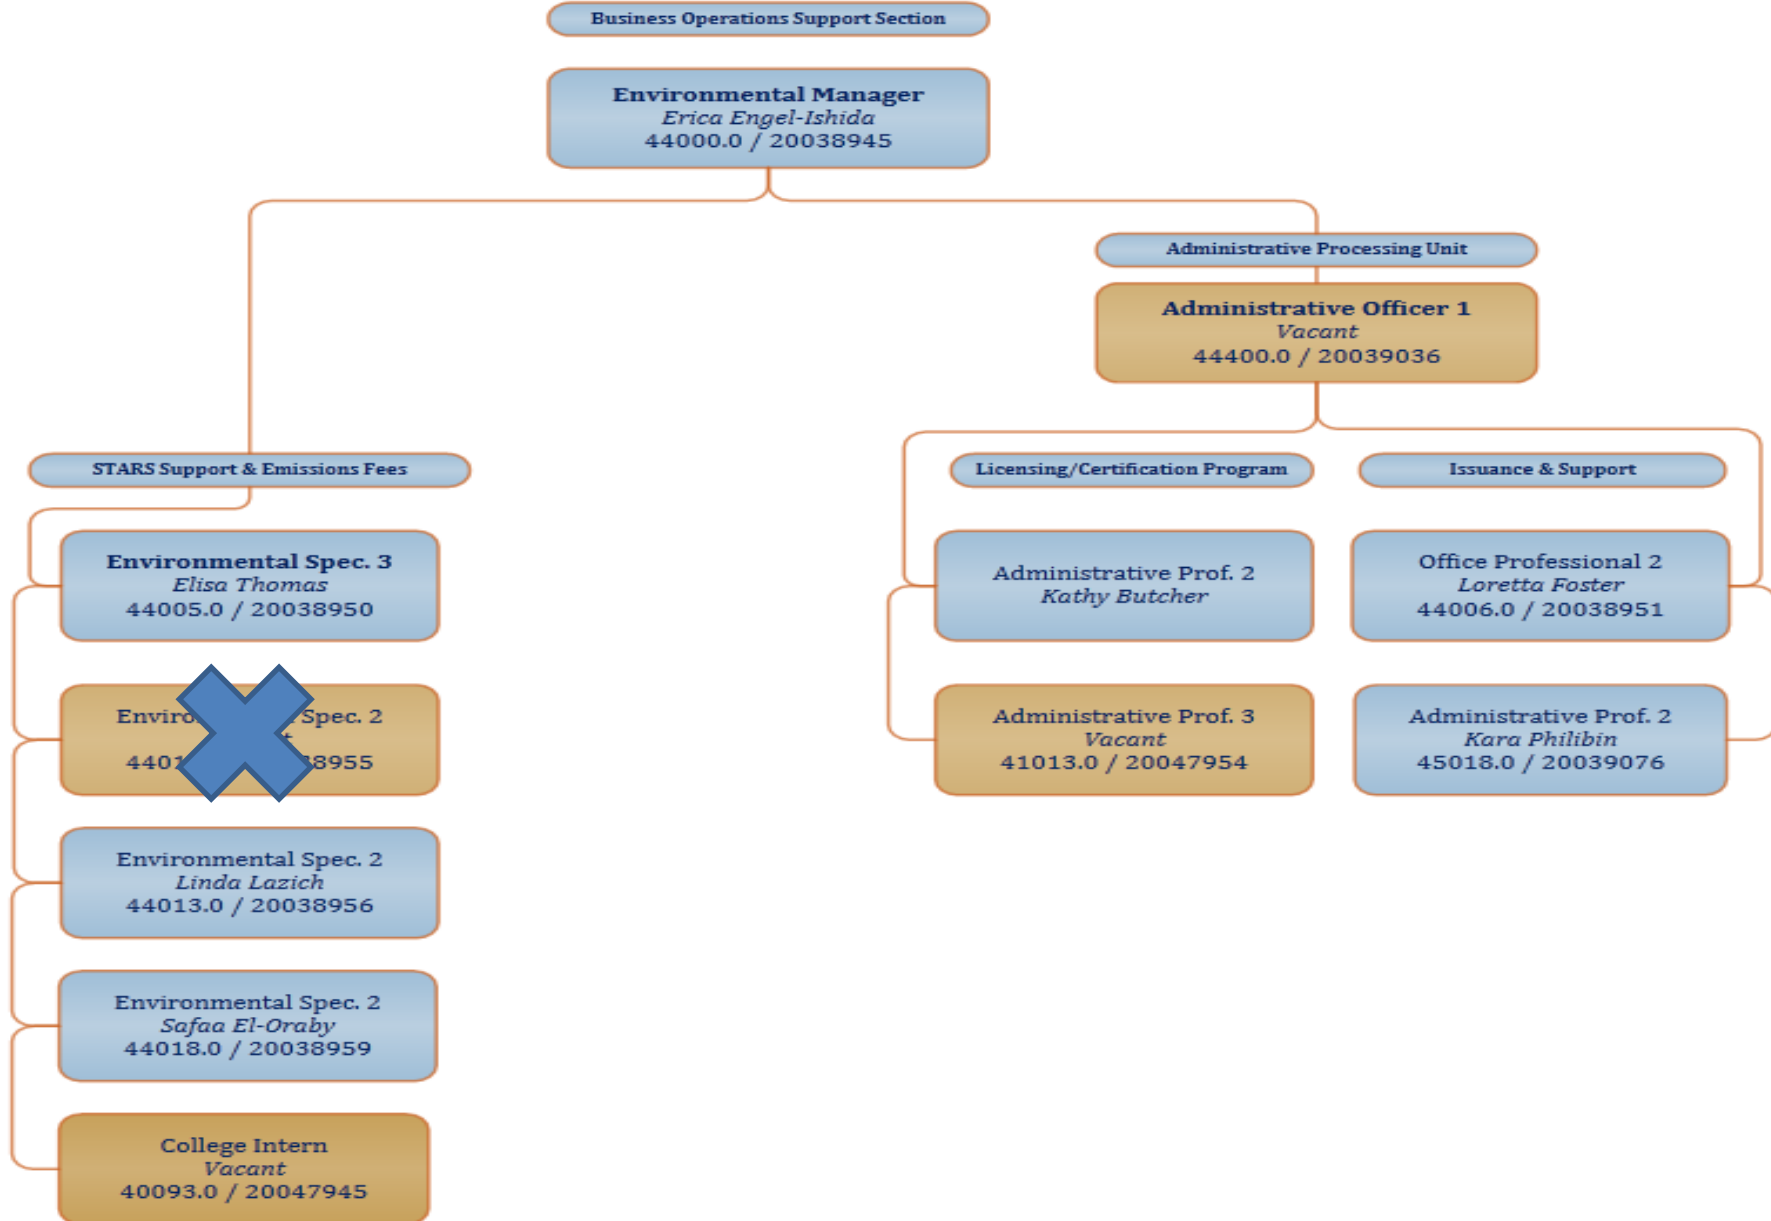 Business Operations Support Section
Environmental Manager
Erica Engel-Ishida
44000.0 / 20038945
Administrative Processing Unit
Administrative Officer 1
Vacant
44400.0 / 20039036
STARS Support & Emissions Fees
Environmental Spec. 3
Elisa Thomas
44005.0 / 20038950
Spec. 2
Environmental Spec. 2
Linda Lazich
44013.0 / 20038956
Environmental Spec. 2
Safaa El-Oraby
44018.0 / 20038959
College Intern
Vacant
40093.0 / 20047945
Licensing/Certification Program
Administrative Prof. 2
Kathy Butcher
Administrative Prof. 3
Vacant
41013.0 / 20047954
Issuance & Support
Office Professional 2
Loretta Foster
44006.0 / 20038951
Administrative Prof. 2
Kara Philibin
45018.0 / 20039076